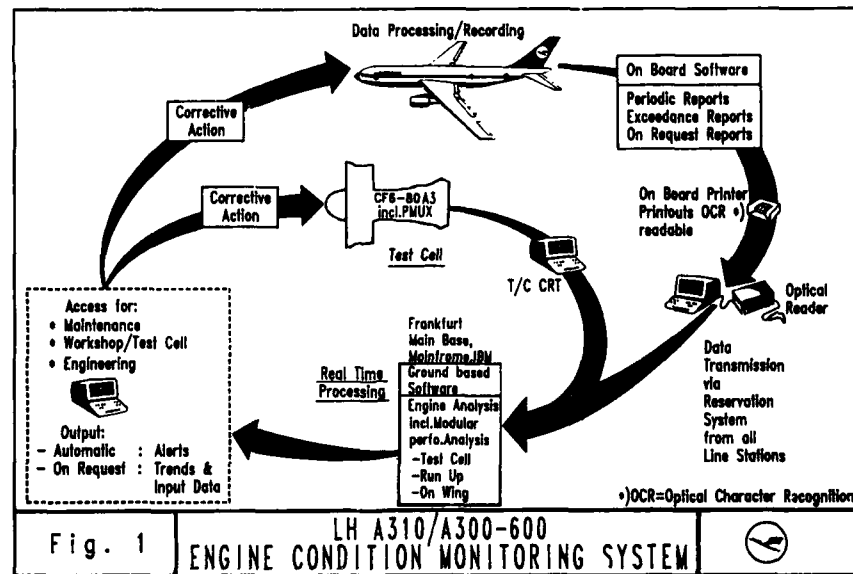 Data Processing/Recording
On Board Software
Periodic Reports
Exceedance Reports
On Request Reports
Corrective
Action
Corrective
Action
CF6-80A3
incl.PMUX
Test Cell
On Board Printer
Printouts OCR •)
readable
T/C CRT
Optical
Reader
Access for:
• Maintenance
• Workshop/Test Cell
• Engineering
Output:
- Automatic : Alerts
- On Request : Trends &
Input Data
Real Time
Processing
Frankfurt
Main Base,
Mainframe,IBM
Ground based
Software
Engine Analysis
incl.Modular
perfo.Analysis
-Test Cell
-Run Up
-On Wing
Data
Transmission
via
Reservation
System
from all
Line Stations
•)OCR=Optical Character Recognition
Fig. 1
LH A310/A300-600
ENGINE CONDITION MONITORING SYSTEM